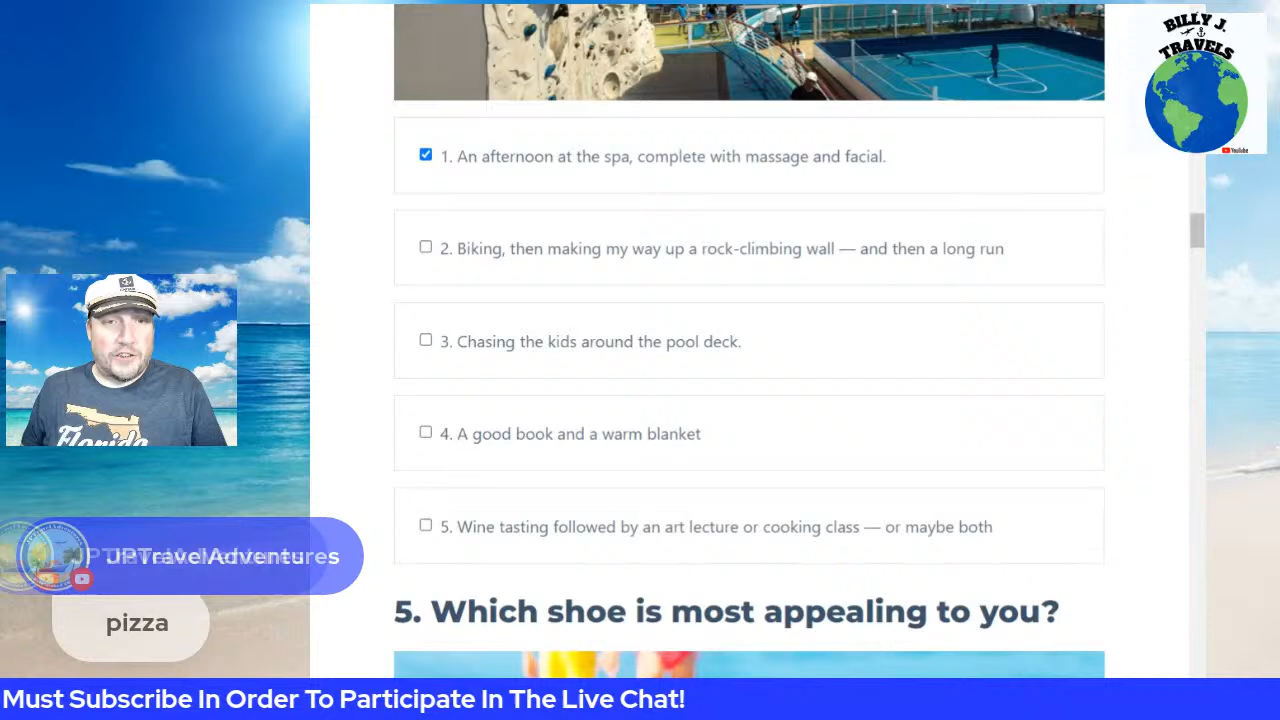 BILLY J.
TRAVELS
YouTube
1. An afternoon at the spa, complete with massage and facial.
2. Biking, then making my way up a rock-climbing wall — and then a long run
3. Chasing the kids around the pool deck.
4. A good book and a warm blanket
5. Wine tasting followed by an art lecture or cooking class — or maybe both
Florida
JPTravelAdventures
pizza
5. Which shoe is most appealing to you?
Must Subscribe In Order To Participate In The Live Chat!